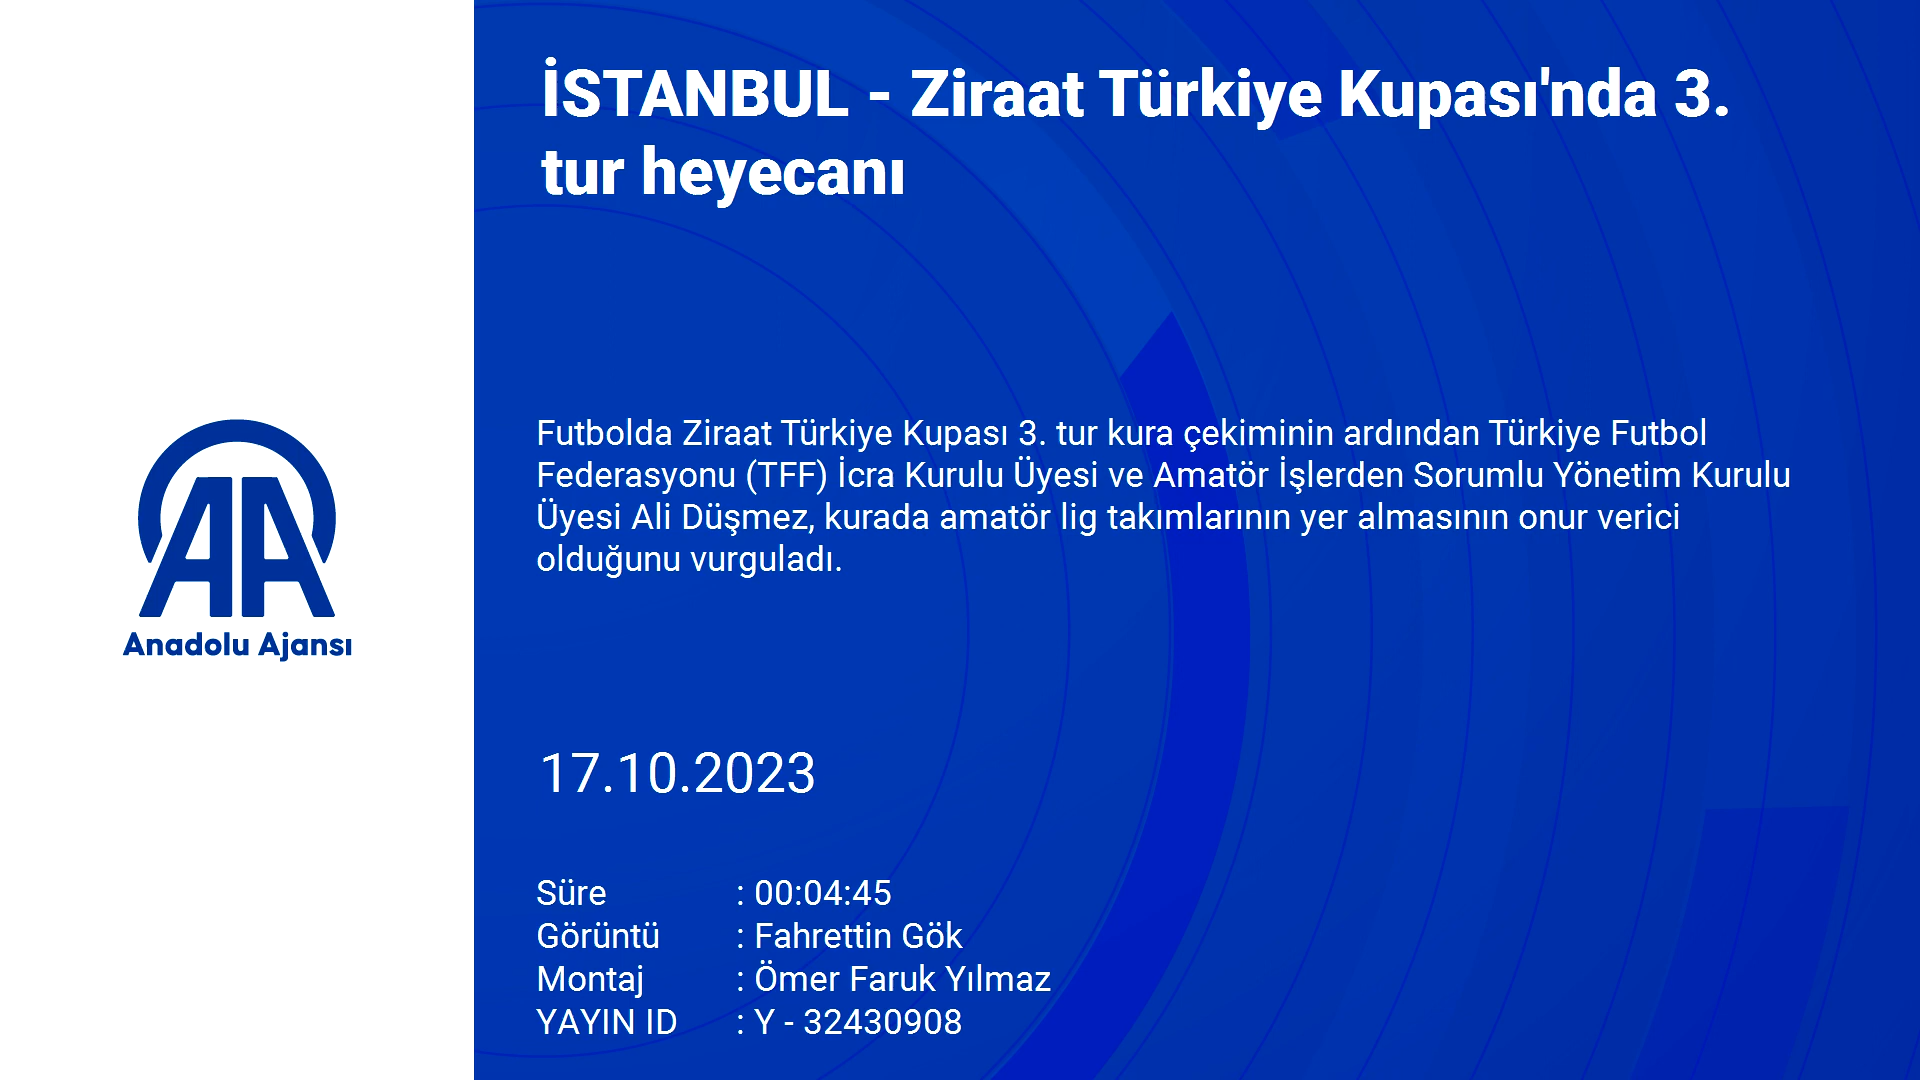 İSTANBUL - Ziraat Türkiye Kupası'nda 3.
tur heyecanı
Futbolda Ziraat Türkiye Kupası 3. tur kura çekiminin ardından Türkiye Futbol
Federasyonu (TFF) İcra Kurulu Üyesi ve Amatör İşlerden Sorumlu Yönetim Kurulu
Üyesi Ali Düşmez, kurada amatör lig takımlarının yer almasının onur verici
olduğunu vurguladı.
AA
Anadolu Ajansı
17.10.2023
Süre : 00:04:45
Görüntü : Fahrettin Gök
Montaj : Ömer Faruk Yılmaz
YAYIN ID : Y - 32430908